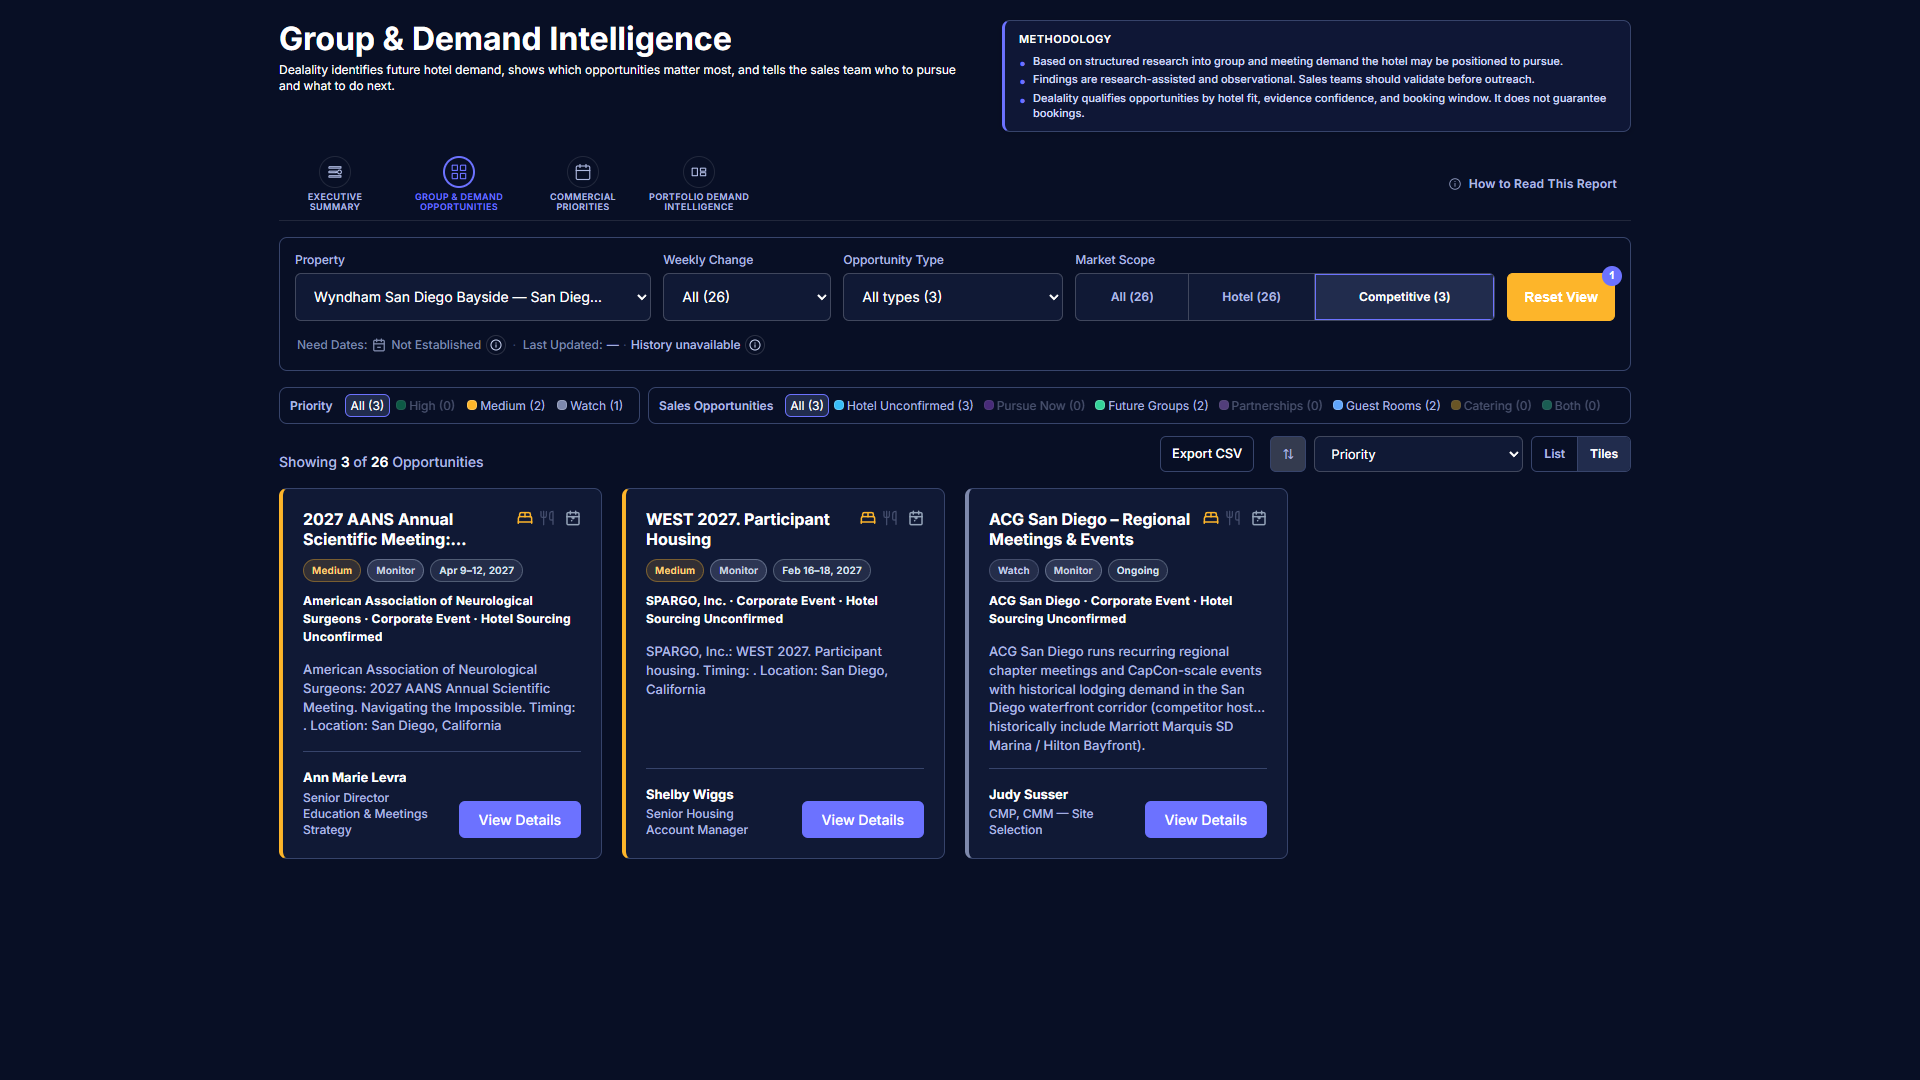 Group & Demand Intelligence
Dealality identifies future hotel demand, shows which opportunities matter most, and tells the sales team who to pursue
and what to do next.
METHODOLOGY
Based on structured research into group and meeting demand the hotel may be positioned to pursue.
Findings are research-assisted and observational. Sales teams should validate before outreach.
Dealality qualifies opportunities by hotel fit, evidence confidence, and booking window. It does not guarantee
bookings.
EXECUTIVE
SUMMARY
GROUP & DEMAND
OPPORTUNITIES
COMMERCIAL
PRIORITIES
PORTFOLIO DEMAND
INTELLIGENCE
How to Read This Report
Property
Wyndham San Diego Bayside — San Dieg...
Weekly Change
All (26)
Opportunity Type
All types (3)
Market Scope
All (26)
Hotel (26)
Competitive (3)
Reset View
1
Need Dates: Not Established · Last Updated: — · History unavailable
Priority All (3) High (0) Medium (2) Watch (1)
Sales Opportunities All (3) Hotel Unconfirmed (3) Pursue Now (0) Future Groups (2) Partnerships (0) Guest Rooms (2) Catering (0) Both (0)
Showing 3 of 26 Opportunities
Export CSV
Priority
List
Tiles
2027 AANS Annual
Scientific Meeting:...
Medium Monitor Apr 9–12, 2027
American Association of Neurological
Surgeons · Corporate Event · Hotel Sourcing
Unconfirmed
American Association of Neurological
Surgeons: 2027 AANS Annual Scientific
Meeting. Navigating the Impossible. Timing:
. Location: San Diego, California
Ann Marie Levra
Senior Director
Education & Meetings
Strategy
View Details
WEST 2027. Participant
Housing
Medium Monitor Feb 16–18, 2027
SPARGO, Inc. · Corporate Event · Hotel
Sourcing Unconfirmed
SPARGO, Inc.: WEST 2027. Participant
housing. Timing: . Location: San Diego,
California
Shelby Wiggs
Senior Housing
Account Manager
View Details
ACG San Diego – Regional
Meetings & Events
Watch Monitor Ongoing
ACG San Diego · Corporate Event · Hotel
Sourcing Unconfirmed
ACG San Diego runs recurring regional
chapter meetings and CapCon-scale events
with historical lodging demand in the San
Diego waterfront corridor (competitor host...
historically include Marriott Marquis SD
Marina / Hilton Bayfront).
Judy Susser
CMP, CMM — Site
Selection
View Details